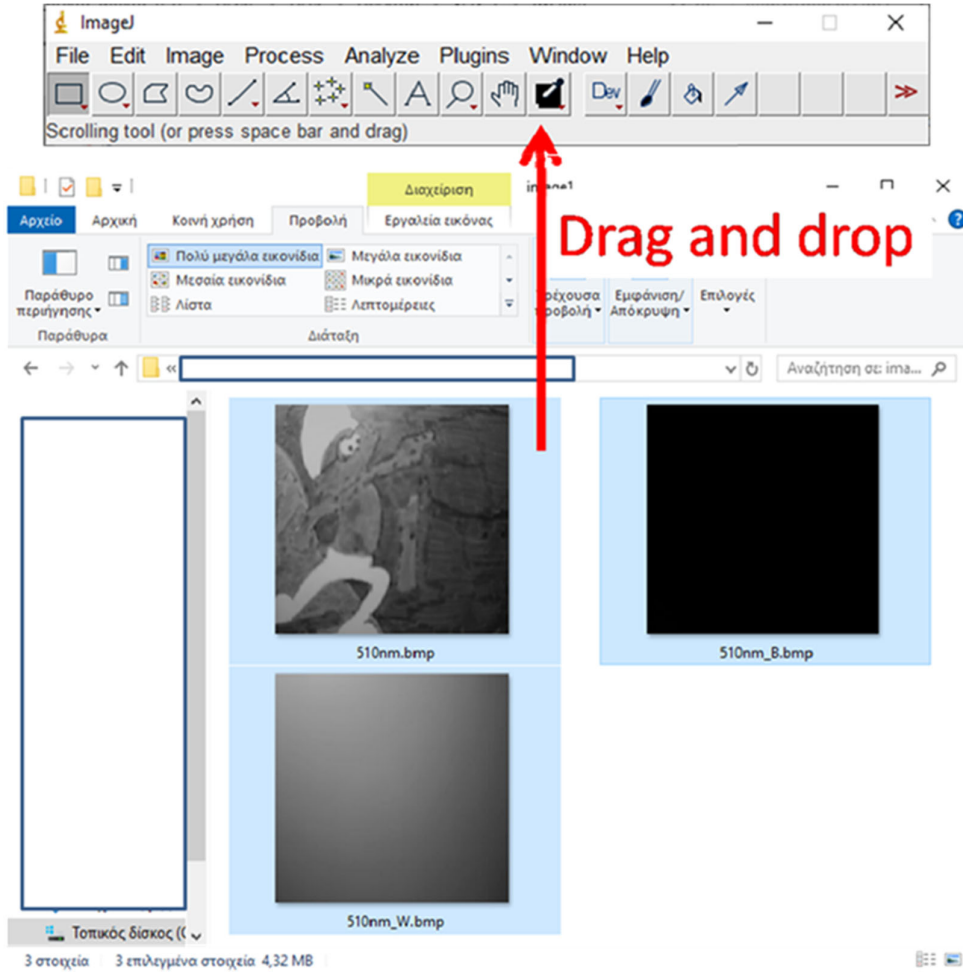 ImageJ
File Edit Image Process Analyze Plugins Window Help
A Dev
Scrolling tool (or press space bar and drag)
Διαχείριση
Αρχείο Αρχική Κοινή χρήση Προβολή Εργαλεία εικόνας
Drag and drop
Πολύ μεγάλα εικονίδια Μεγάλα εικονίδια
Μεσαία εικονίδια Μικρά εικονίδια
Λίστα Λεπτομέρειες
Παράθυρο περιήγησης
Εμφάνιση/ Απόκρυψη
Επιλογές
Παράθυρα Διάταξη
« Αναζήτηση σε: ima...
510nm.bmp 510nm_B.bmp
510nm_W.bmp
Τοπικός δίσκος (C
3 στοιχεία 3 επιλεγμένα στοιχεία 4,32 MB